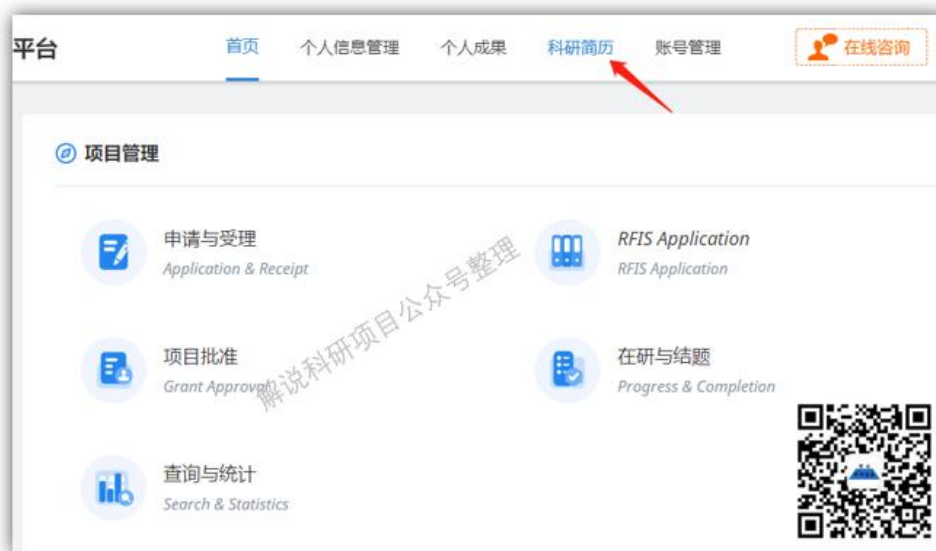 平台
首页 个人信息管理 个人成果 科研简历 账号管理 在线咨询
项目管理
申请与受理
Application & Receipt
RFIS Application
RFIS Application
项目批准
Grant Approval
在研与结题
Progress & Completion
查询与统计
Search & Statistics
解说科研项目公众号整理